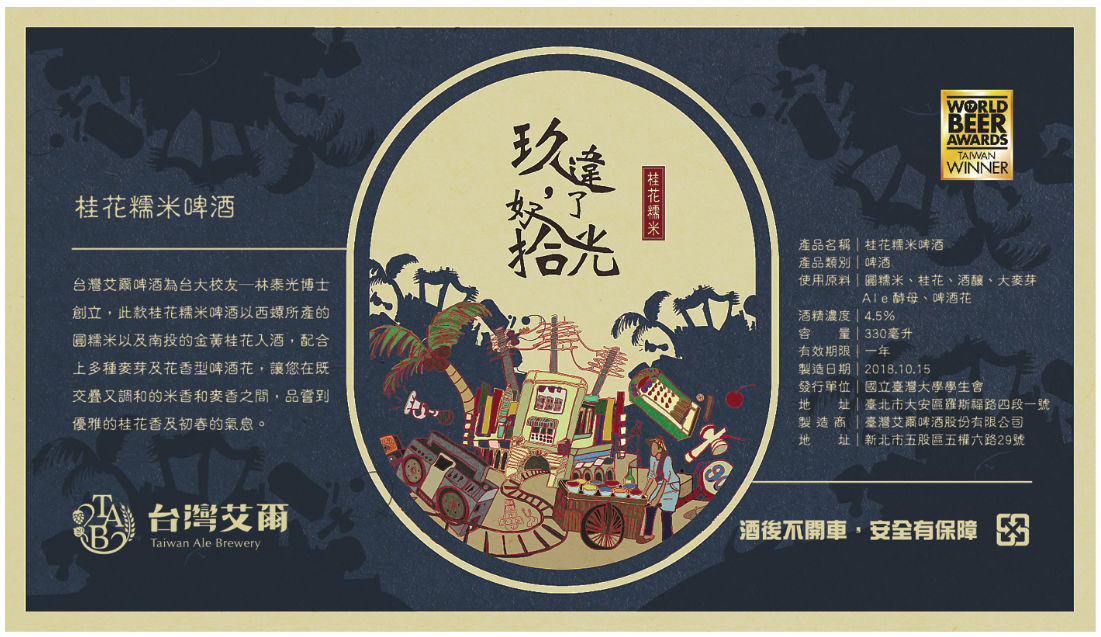 桂花糯米啤酒
台灣艾爾啤酒為台大校友—林泰光博士
創立，此款桂花糯米啤酒以西螺所產的
圓糯米以及南投的金黃桂花入酒，配合
上多種麥芽及花香型啤酒花，讓您在既
交疊又調和的米香和麥香之間，品嘗到
優雅的桂花香及初春的氣息。
TAB
台灣艾爾
Taiwan Ale Brewery
玖違了，
好拾光
桂花糯米
WORLD
BEER
AWARDS
TAIWAN
WINNER
產品名稱｜桂花糯米啤酒
產品類別｜啤酒
使用原料｜圓糯米、桂花、酒釀、大麥芽
Ale酵母、啤酒花
酒精濃度｜4.5%
容　　量｜330毫升
有效期限｜一年
製造日期｜2018.10.15
發行單位｜國立臺灣大學學生會
地　　址｜臺北市大安區羅斯福路四段一號
製 造 商｜臺灣艾爾啤酒股份有限公司
地　　址｜新北市五股區五權六路29號
酒後不開車，安全有保障